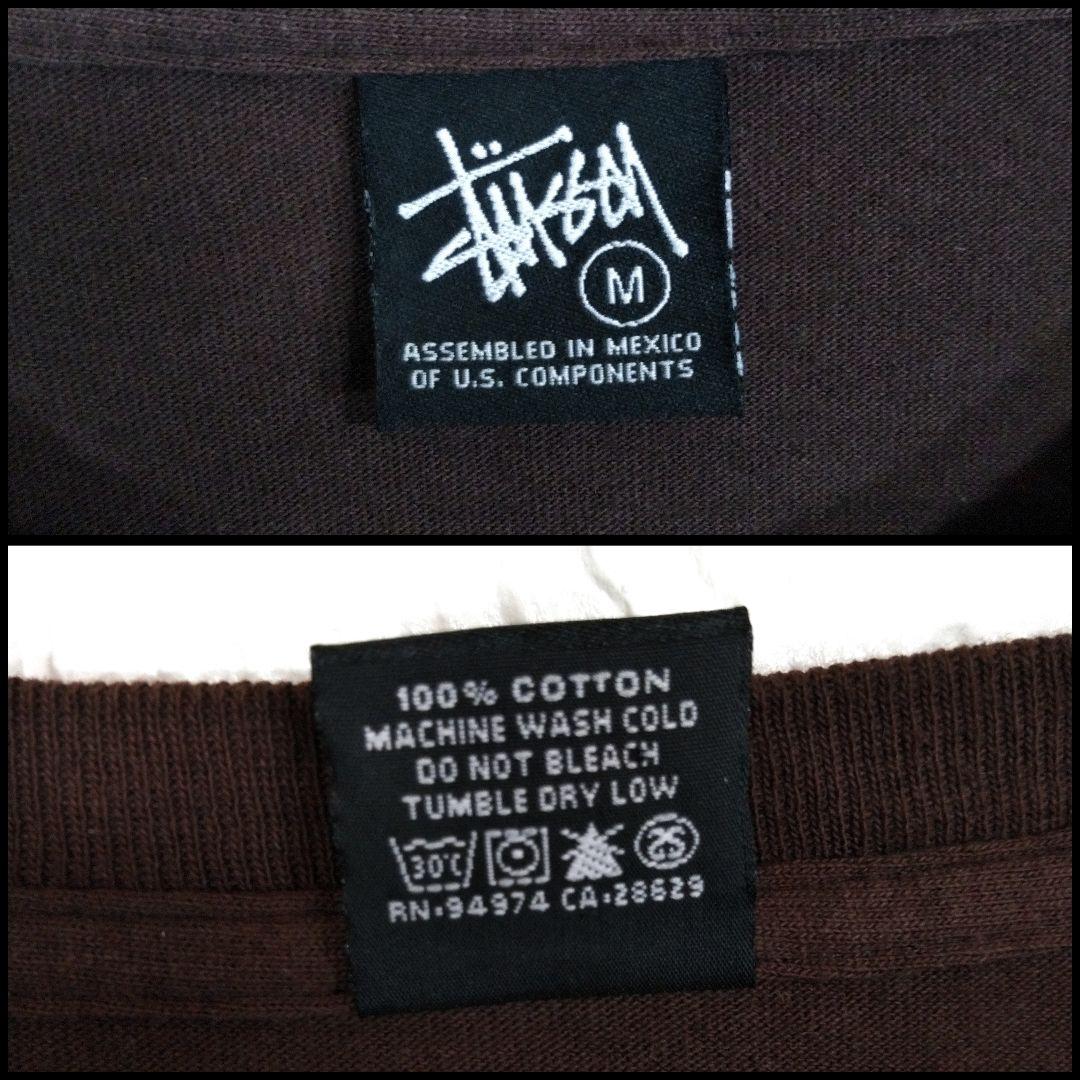 Stüssy
M
ASSEMBLED IN MEXICO
OF U.S. COMPONENTS
100% COTTON
MACHINE WASH COLD
DO NOT BLEACH
TUMBLE DRY LOW
30°C
RN:94974 CA:28629